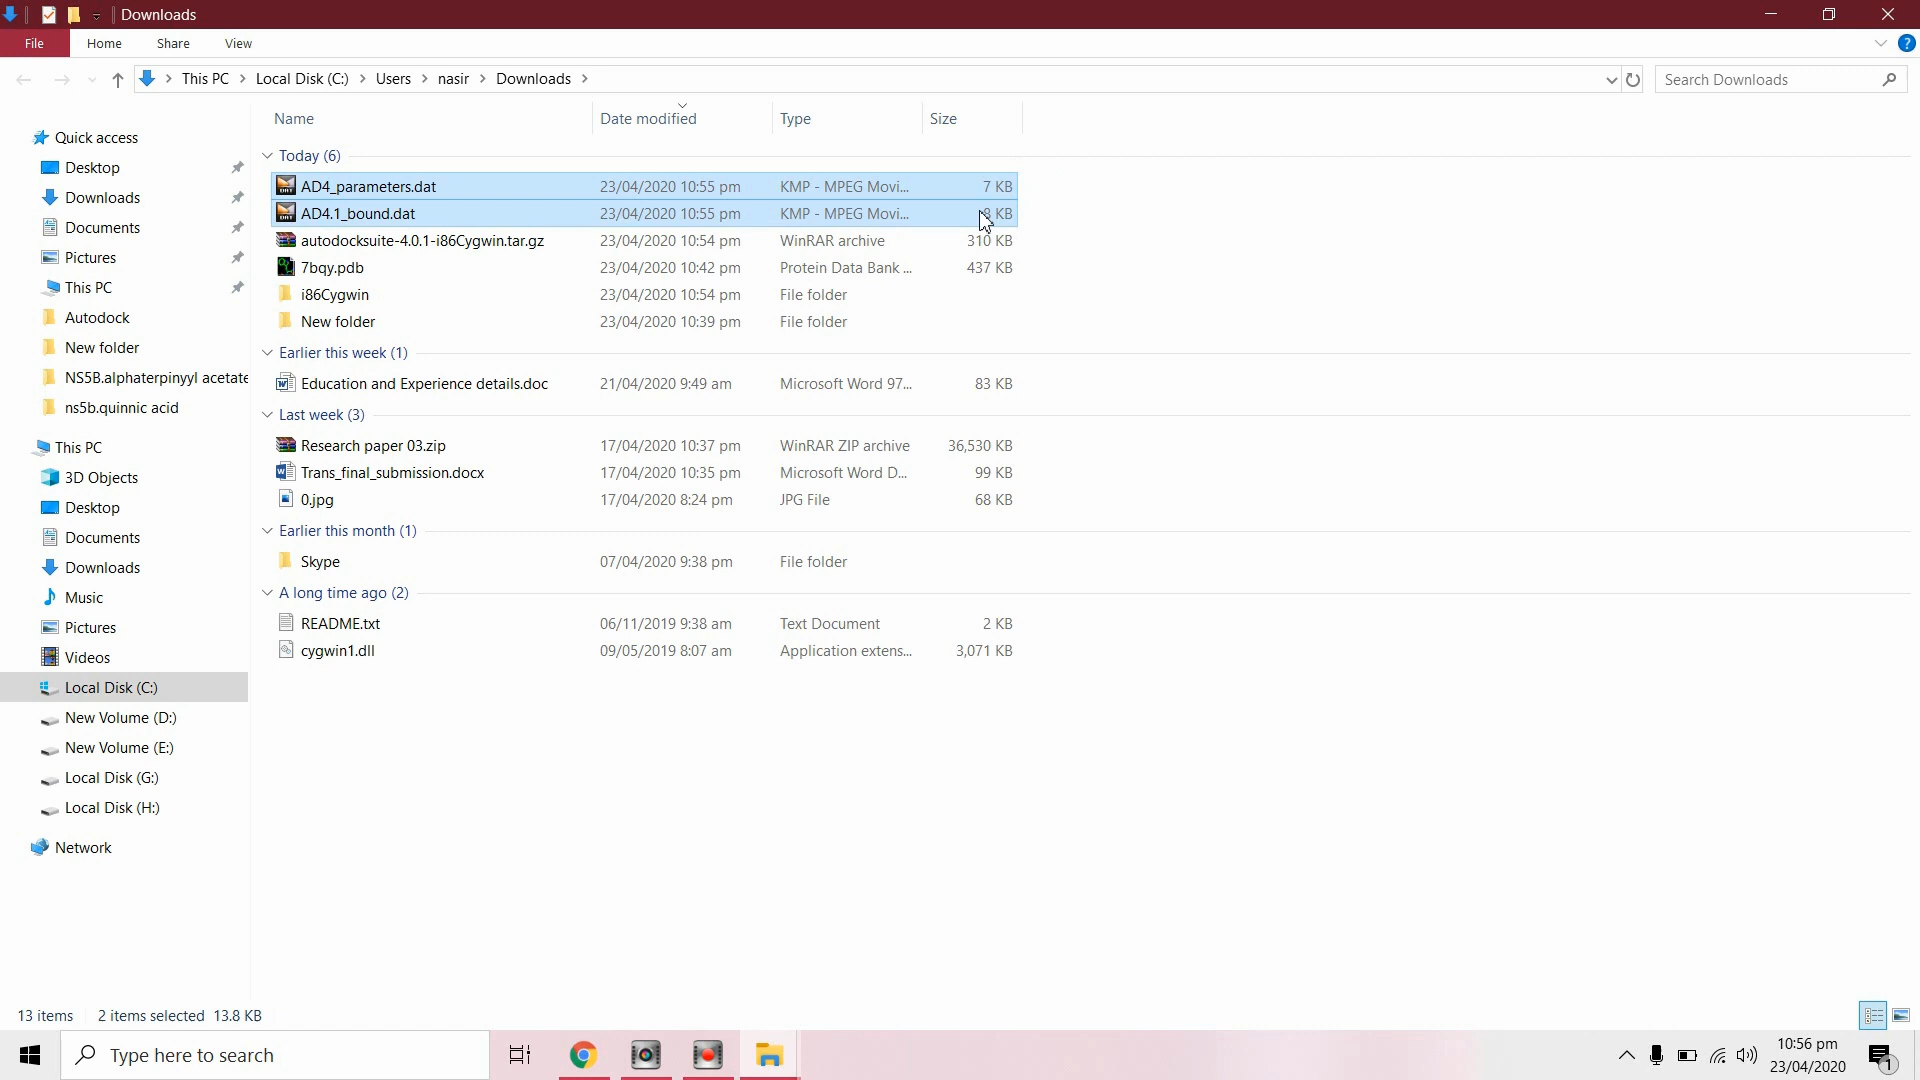 Downloads
File Home Share View
This PC Local Disk (C:) Users nasir Downloads
Search Downloads
Name Date modified Type Size
Quick access
Desktop
Downloads
Documents
Pictures
This PC
Autodock
New folder
NS5B.alphaterpinyyl acetate
ns5b.quinnic acid
This PC
3D Objects
Desktop
Documents
Downloads
Music
Pictures
Videos
Local Disk (C:)
New Volume (D:)
New Volume (E:)
Local Disk (G:)
Local Disk (H:)
Network
Today (6)
AD4_parameters.dat 23/04/2020 10:55 pm KMP - MPEG Movi... 7 KB
AD4.1_bound.dat 23/04/2020 10:55 pm KMP - MPEG Movi... 8 KB
autodocksuite-4.0.1-i86Cygwin.tar.gz 23/04/2020 10:54 pm WinRAR archive 310 KB
7bqy.pdb 23/04/2020 10:42 pm Protein Data Bank ... 437 KB
i86Cygwin 23/04/2020 10:54 pm File folder
New folder 23/04/2020 10:39 pm File folder
Earlier this week (1)
Education and Experience details.doc 21/04/2020 9:49 am Microsoft Word 97... 83 KB
Last week (3)
Research paper 03.zip 17/04/2020 10:37 pm WinRAR ZIP archive 36,530 KB
Trans_final_submission.docx 17/04/2020 10:35 pm Microsoft Word D... 99 KB
0.jpg 17/04/2020 8:24 pm JPG File 68 KB
Earlier this month (1)
Skype 07/04/2020 9:38 pm File folder
A long time ago (2)
README.txt 06/11/2019 9:38 am Text Document 2 KB
cygwin1.dll 09/05/2019 8:07 am Application extens... 3,071 KB
13 items 2 items selected 13.8 KB
Type here to search
10:56 pm
23/04/2020
1